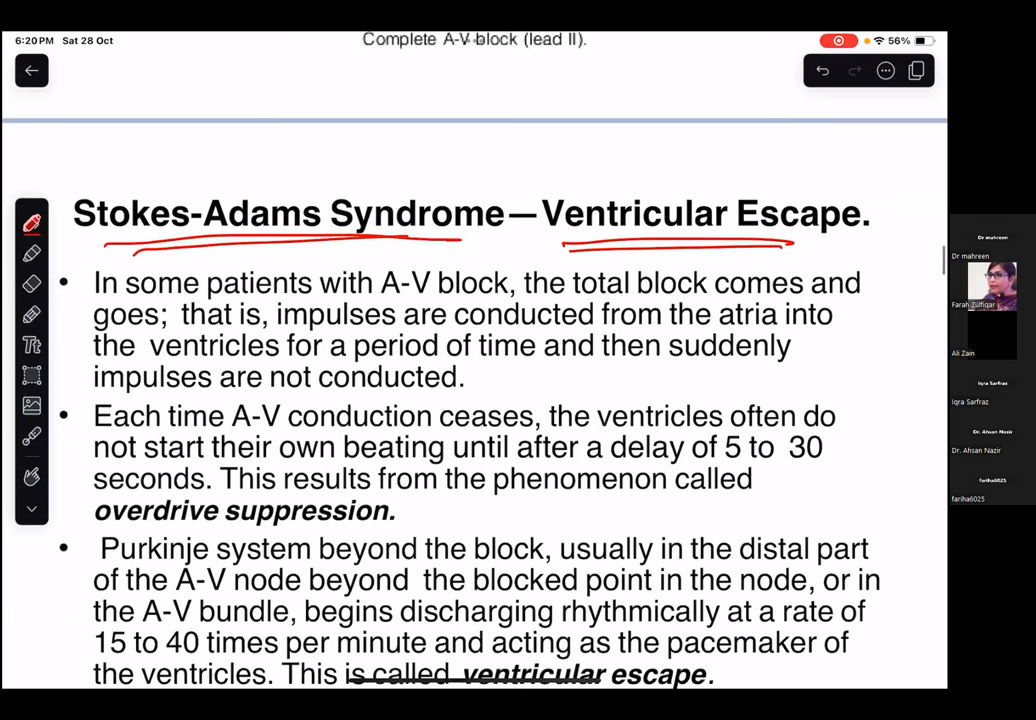 Complete A-V block (lead II).
6:20 PM Sat 28 Oct
56%
Stokes-Adams Syndrome—Ventricular Escape.
• In some patients with A-V block, the total block comes and
goes; that is, impulses are conducted from the atria into
the ventricles for a period of time and then suddenly
impulses are not conducted.
• Each time A-V conduction ceases, the ventricles often do
not start their own beating until after a delay of 5 to 30
seconds. This results from the phenomenon called
overdrive suppression.
• Purkinje system beyond the block, usually in the distal part
of the A-V node beyond the blocked point in the node, or in
the A-V bundle, begins discharging rhythmically at a rate of
15 to 40 times per minute and acting as the pacemaker of
the ventricles. This is called ventricular escape.
Tt
Dr mahreen
Dr mahreen
Farah Zulfiqar
Ali Zain
Iqra Sarfraz
Iqra Sarfraz
Dr. Ahsan Nazir
Dr. Ahsan Nazir
fariha6025
fariha6025